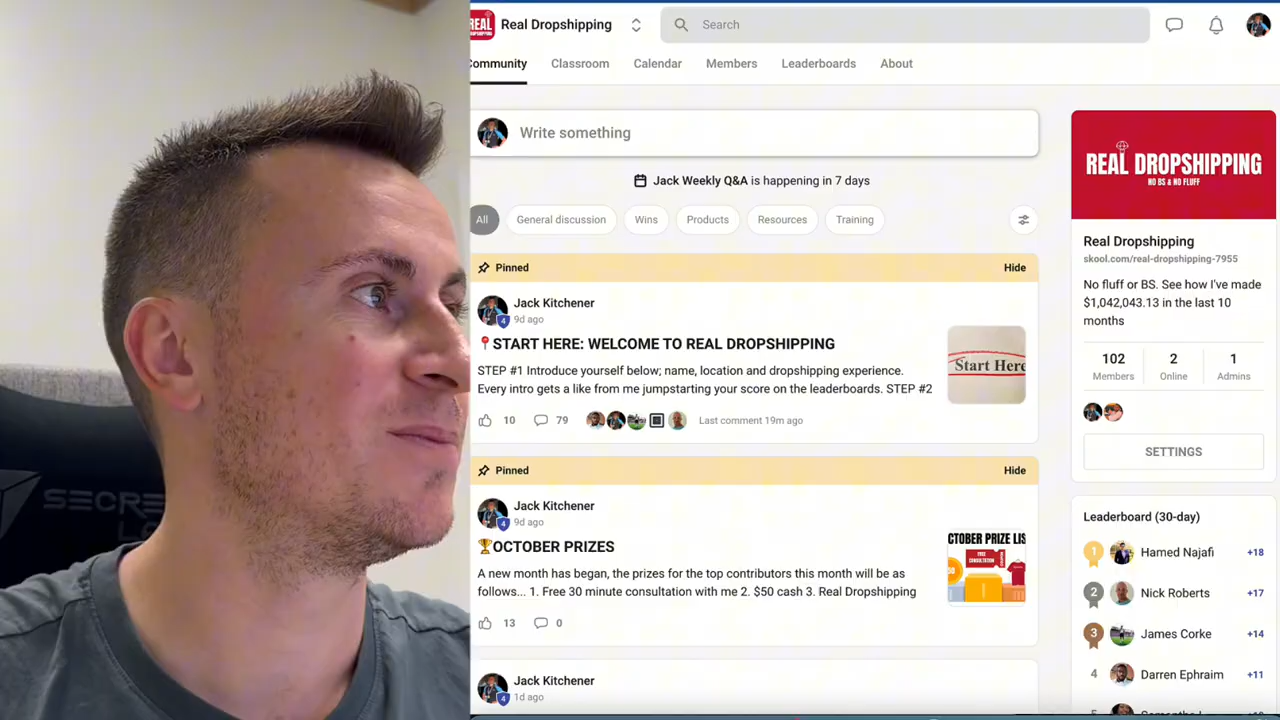 REAL
DROPSHIPPING
Real Dropshipping
Search
Community
Classroom
Calendar
Members
Leaderboards
About
Write something
Jack Weekly Q&A is happening in 7 days
All
General discussion
Wins
Products
Resources
Training
Pinned
Hide
Jack Kitchener
4
9d ago
📍START HERE: WELCOME TO REAL DROPSHIPPING
STEP #1 Introduce yourself below; name, location and dropshipping experience.
Every intro gets a like from me jumpstarting your score on the leaderboards. STEP #2
Start Here
10
79
Last comment 19m ago
Pinned
Hide
Jack Kitchener
4
9d ago
🏆OCTOBER PRIZES
A new month has began, the prizes for the top contributors this month will be as
follows... 1. Free 30 minute consultation with me 2. $50 cash 3. Real Dropshipping
CTOBER PRIZE LIS
FREE
CONSULTATION
13
0
Jack Kitchener
4
1d ago
REAL DROPSHIPPING
NO BS & NO FLUFF
Real Dropshipping
skool.com/real-dropshipping-7955
No fluff or BS. See how I've made
$1,042,043.13 in the last 10
months
102
Members
2
Online
1
Admins
SETTINGS
Leaderboard (30-day)
1
Hamed Najafi
+18
2
Nick Roberts
+17
3
James Corke
+14
4
Darren Ephraim
+11
SECRE